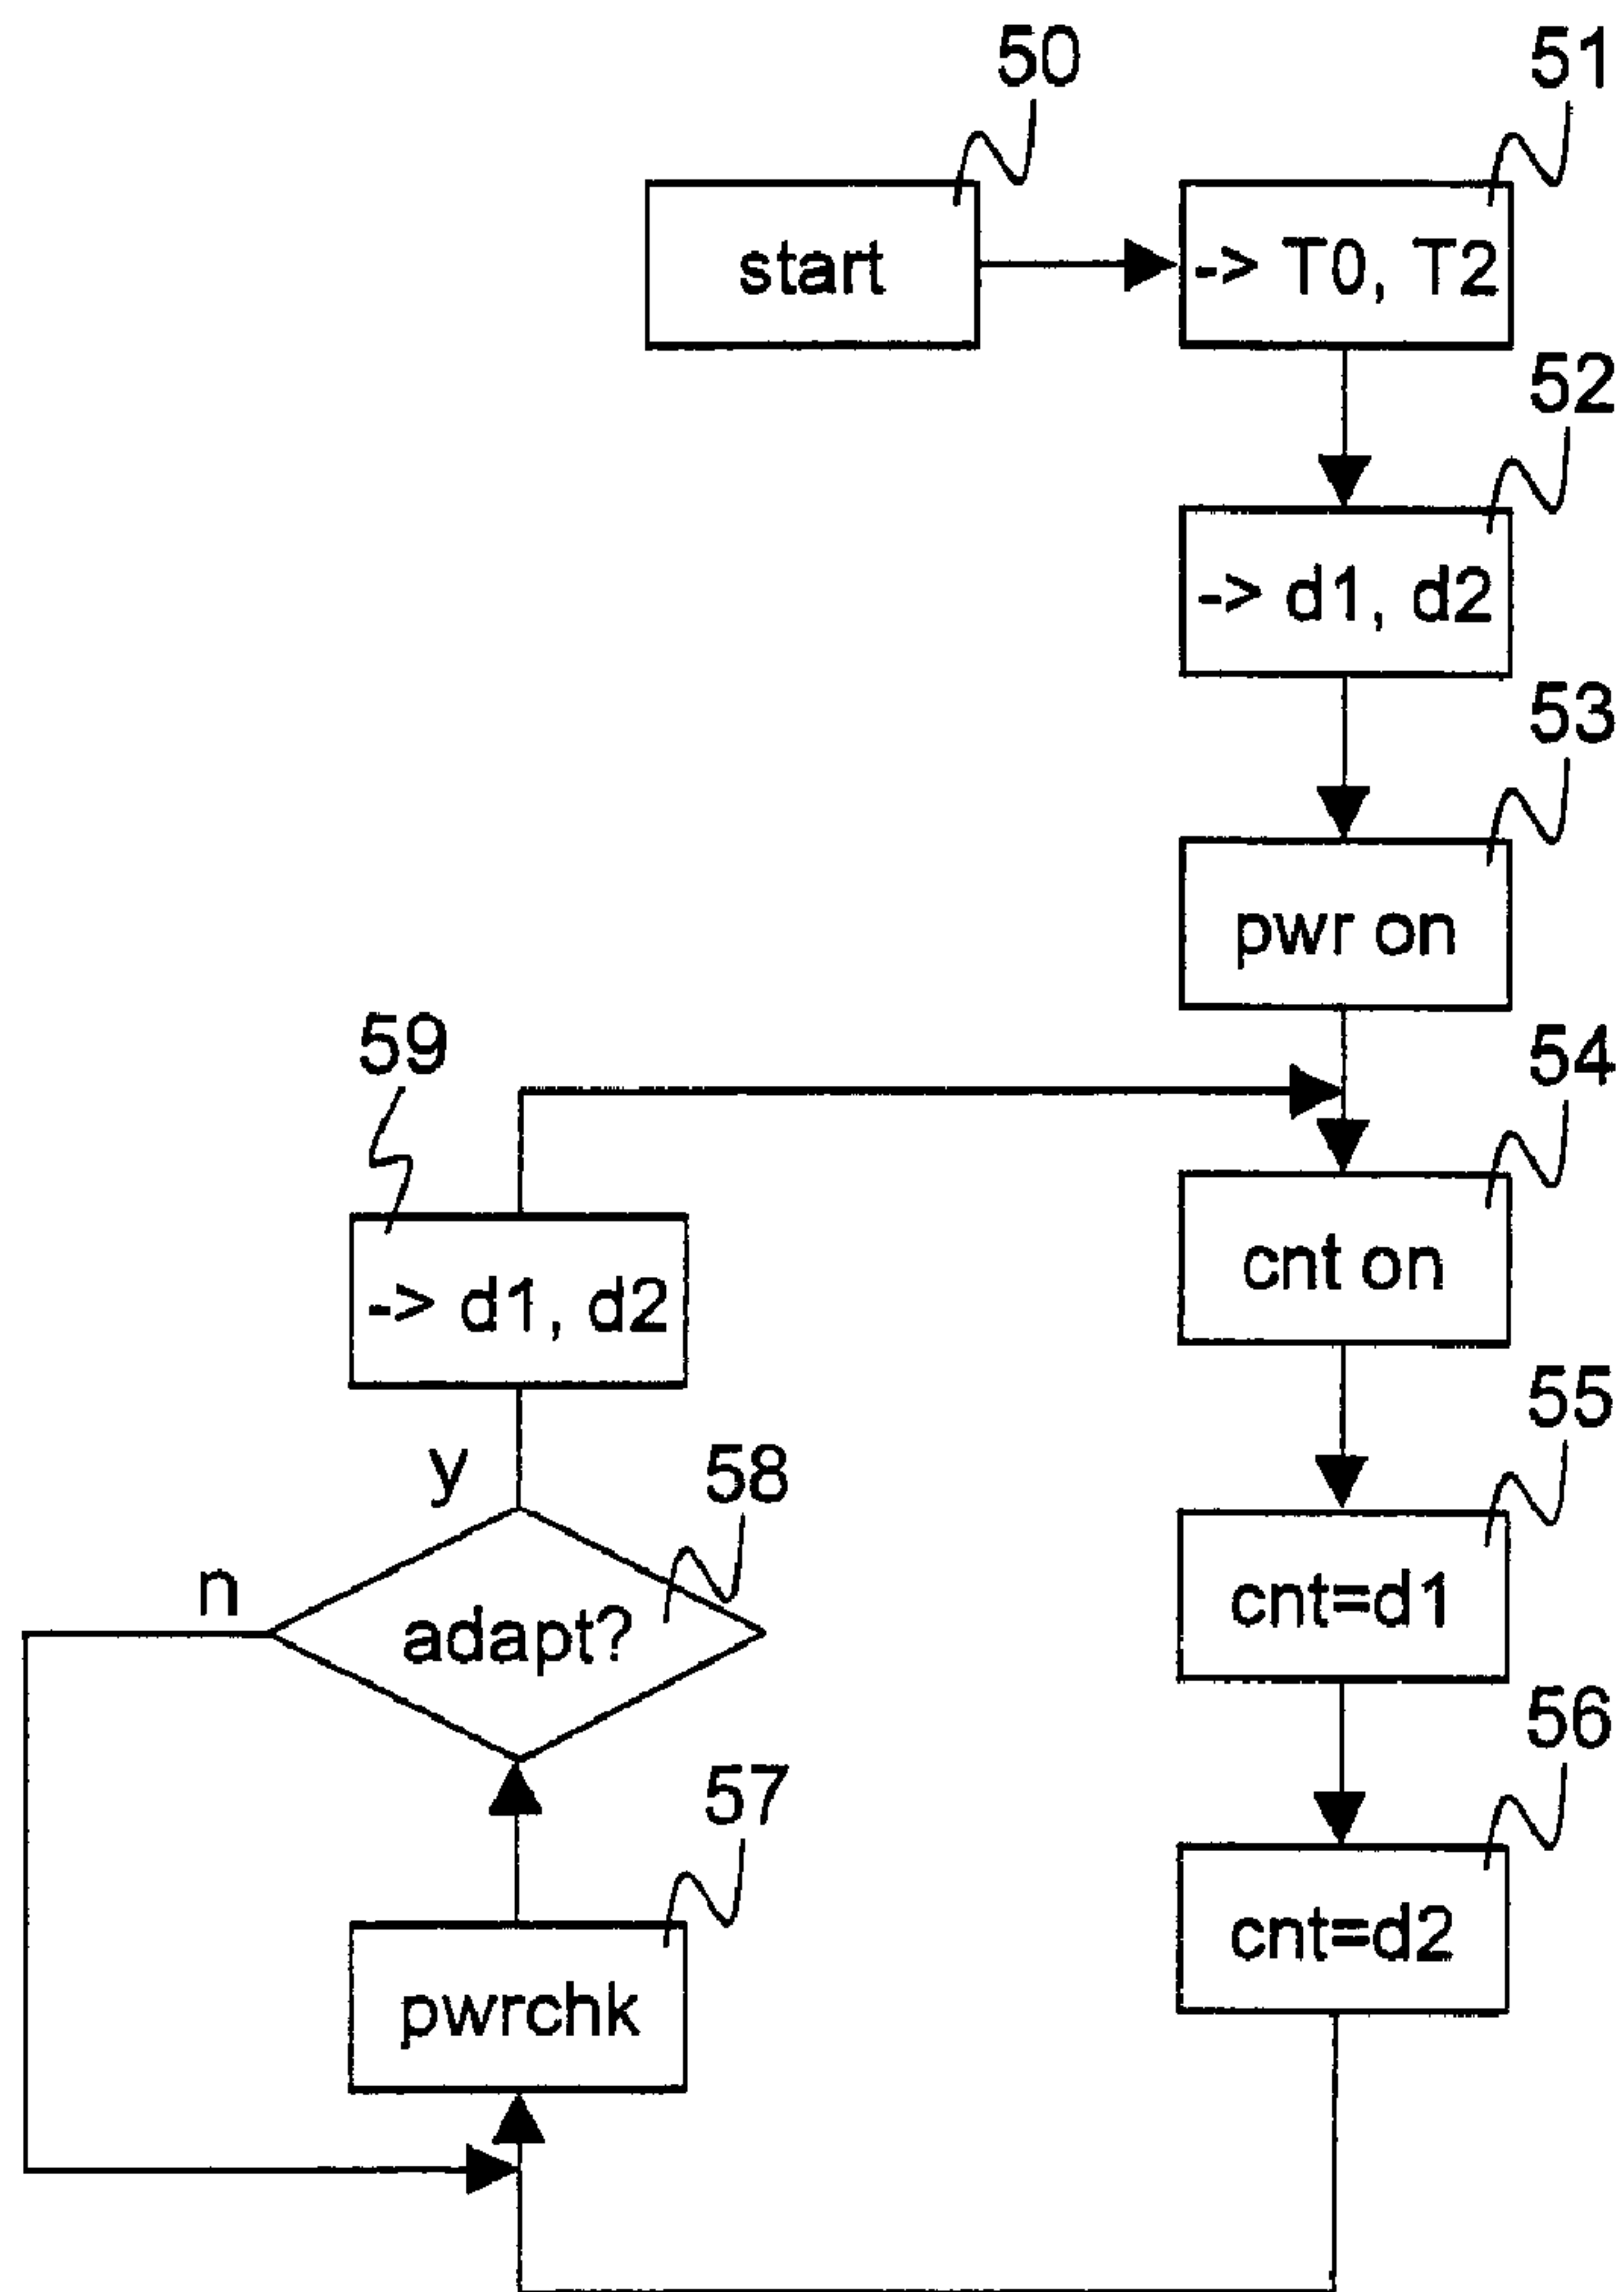 50
51
start
-> T0, T2
52
-> d1, d2
53
pwr on
59
54
-> d1, d2
cnt on
y
58
55
n
adapt?
cnt=d1
57
56
pwrchk
cnt=d2